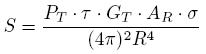 S = \frac{P_T \cdot \tau \cdot G_T \cdot A_R \cdot \sigma}{(4\pi)^2 R^4}